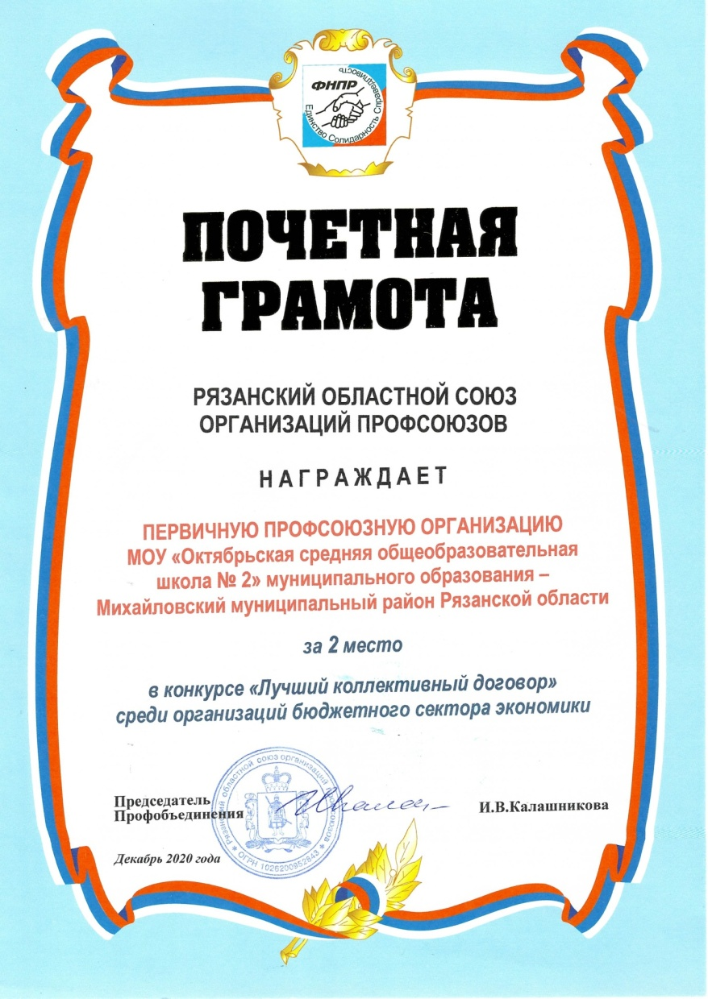 ФНПР
Единство Солидарность Справедливость
ПОЧЕТНАЯ
ГРАМОТА
РЯЗАНСКИЙ ОБЛАСТНОЙ СОЮЗ
ОРГАНИЗАЦИЙ ПРОФСОЮЗОВ
НАГРАЖДАЕТ
ПЕРВИЧНУЮ ПРОФСОЮЗНУЮ ОРГАНИЗАЦИЮ
МОУ «Октябрьская средняя общеобразовательная
школа № 2» муниципального образования –
Михайловский муниципальный район Рязанской области
за 2 место
в конкурсе «Лучший коллективный договор»
среди организаций бюджетного сектора экономики
Председатель
Профобъединения
И.В.Калашникова
Рязанский областной союз организаций профсоюзов
ОГРН 1026200952843
Декабрь 2020 года